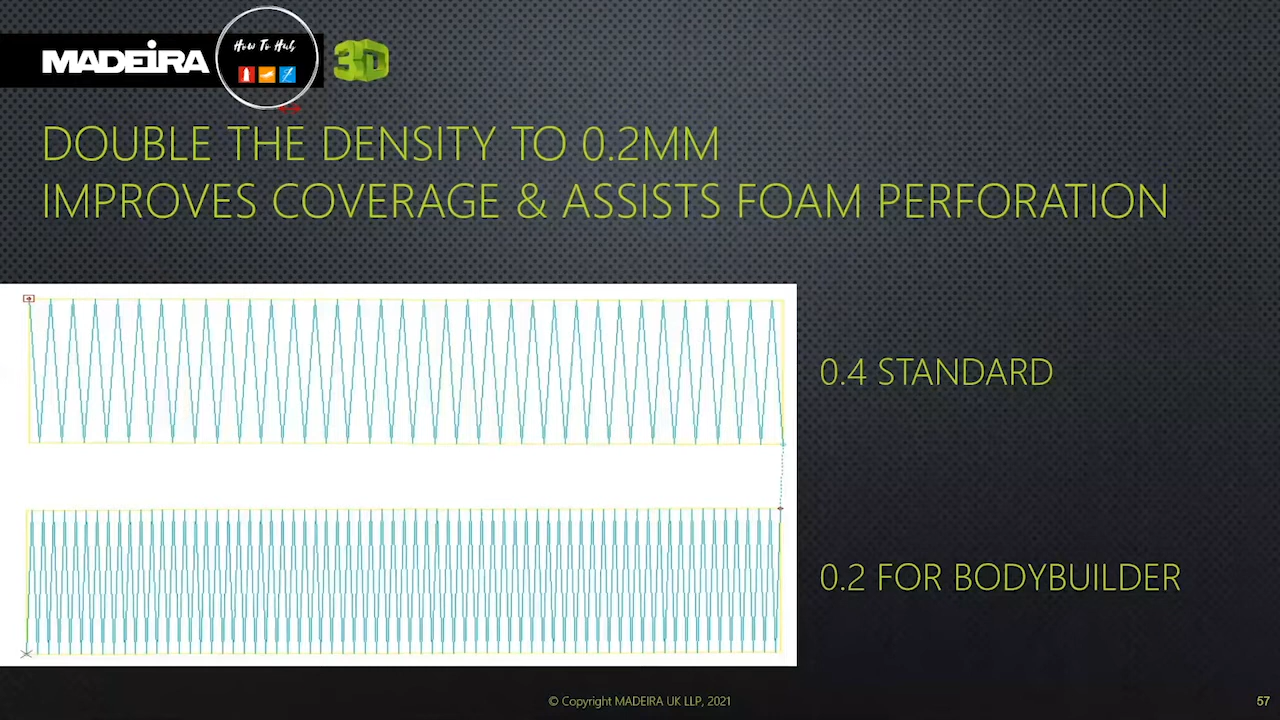 MADEIRA
How To Hub
3D
DOUBLE THE DENSITY TO 0.2MM
IMPROVES COVERAGE & ASSISTS FOAM PERFORATION
0.4 STANDARD
0.2 FOR BODYBUILDER
© Copyright MADEIRA UK LLP, 2021
57